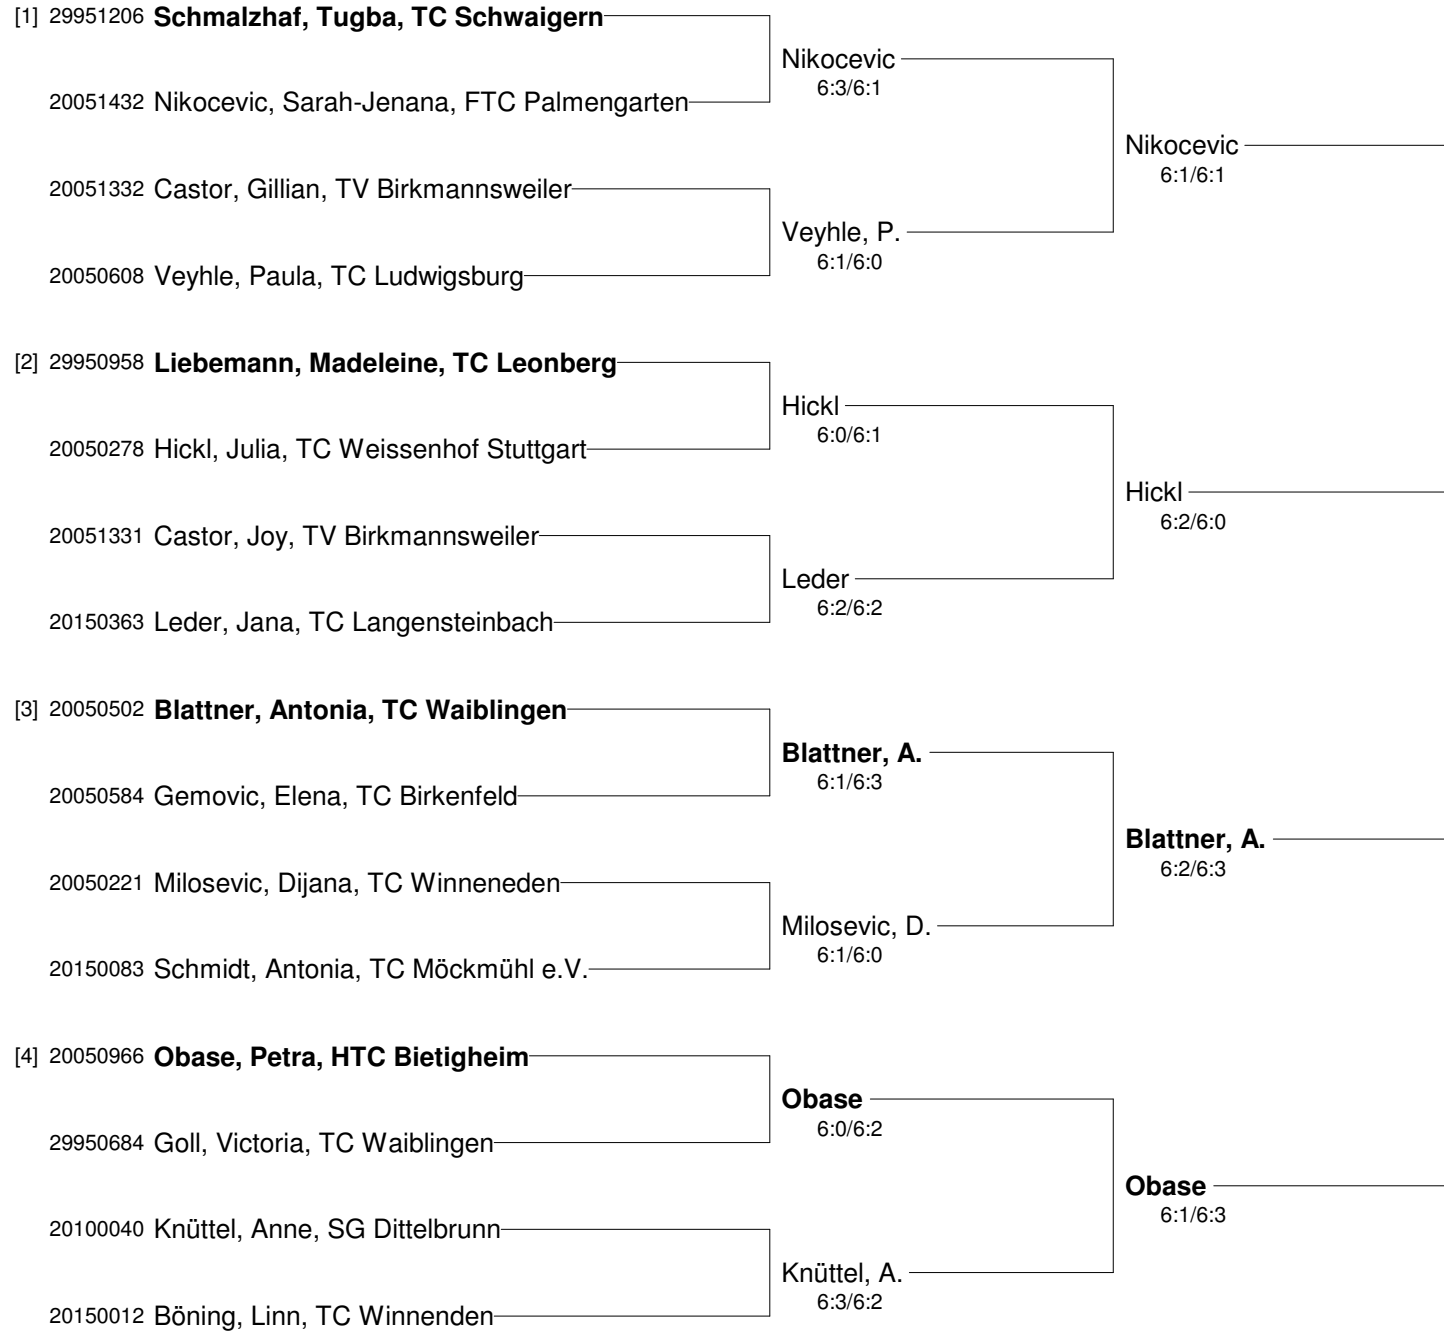 [1] 29951206 Schmalzhaf, Tugba, TC Schwaigern
Nikocevic
6:3/6:1
20051432 Nikocevic, Sarah-Jenana, FTC Palmengarten
Nikocevic
6:1/6:1
20051332 Castor, Gillian, TV Birkmannsweiler
Veyhle, P.
6:1/6:0
20050608 Veyhle, Paula, TC Ludwigsburg
[2] 29950958 Liebemann, Madeleine, TC Leonberg
Hickl
6:0/6:1
20050278 Hickl, Julia, TC Weissenhof Stuttgart
Hickl
6:2/6:0
20051331 Castor, Joy, TV Birkmannsweiler
Leder
6:2/6:2
20150363 Leder, Jana, TC Langensteinbach
[3] 20050502 Blattner, Antonia, TC Waiblingen
Blattner, A.
6:1/6:3
20050584 Gemovic, Elena, TC Birkenfeld
Blattner, A.
6:2/6:3
20050221 Milosevic, Dijana, TC Winneneden
Milosevic, D.
6:1/6:0
20150083 Schmidt, Antonia, TC Möckmühl e.V.
[4] 20050966 Obase, Petra, HTC Bietigheim
Obase
6:0/6:2
29950684 Goll, Victoria, TC Waiblingen
Obase
6:1/6:3
20100040 Knüttel, Anne, SG Dittelbrunn
Knüttel, A.
6:3/6:2
20150012 Böning, Linn, TC Winnenden